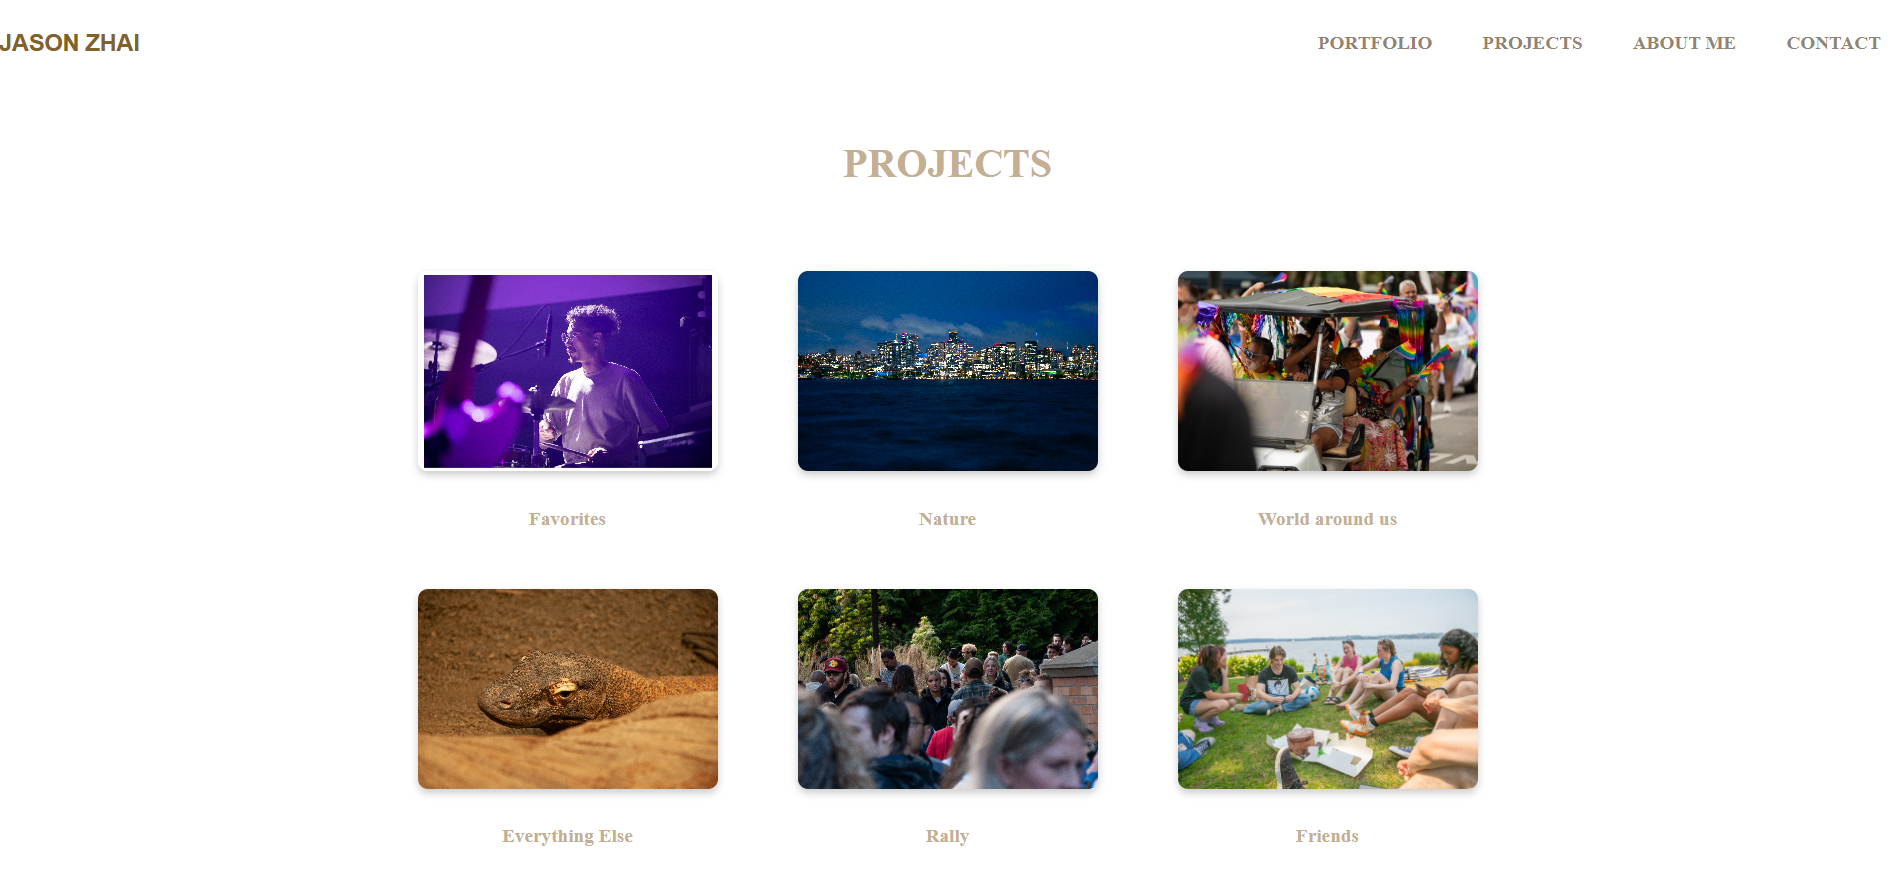 JASON ZHAI
PORTFOLIO PROJECTS ABOUT ME CONTACT
PROJECTS
Favorites Nature World around us
Everything Else Rally Friends